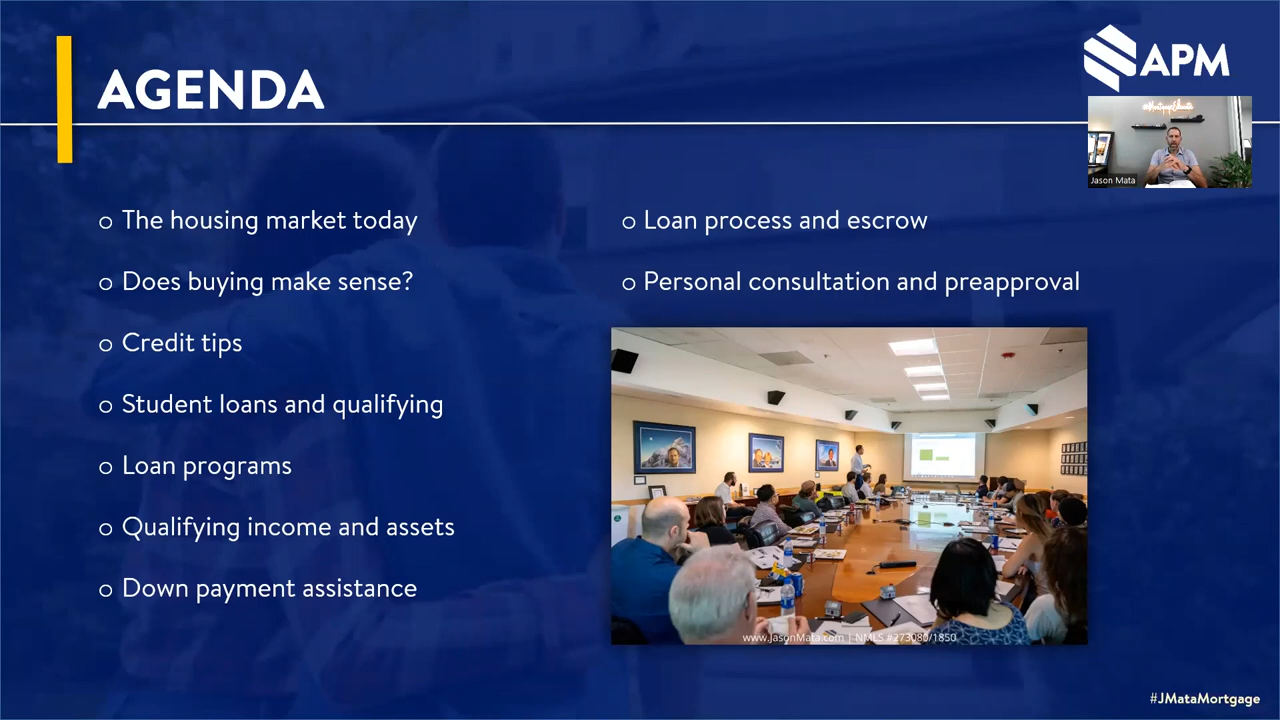 AGENDA
APM
Jason Mata
○ The housing market today
○ Does buying make sense?
○ Credit tips
○ Student loans and qualifying
○ Loan programs
○ Qualifying income and assets
○ Down payment assistance
○ Loan process and escrow
○ Personal consultation and preapproval
www.JasonMata.com | NMLS #273080/1850
#JMataMortgage